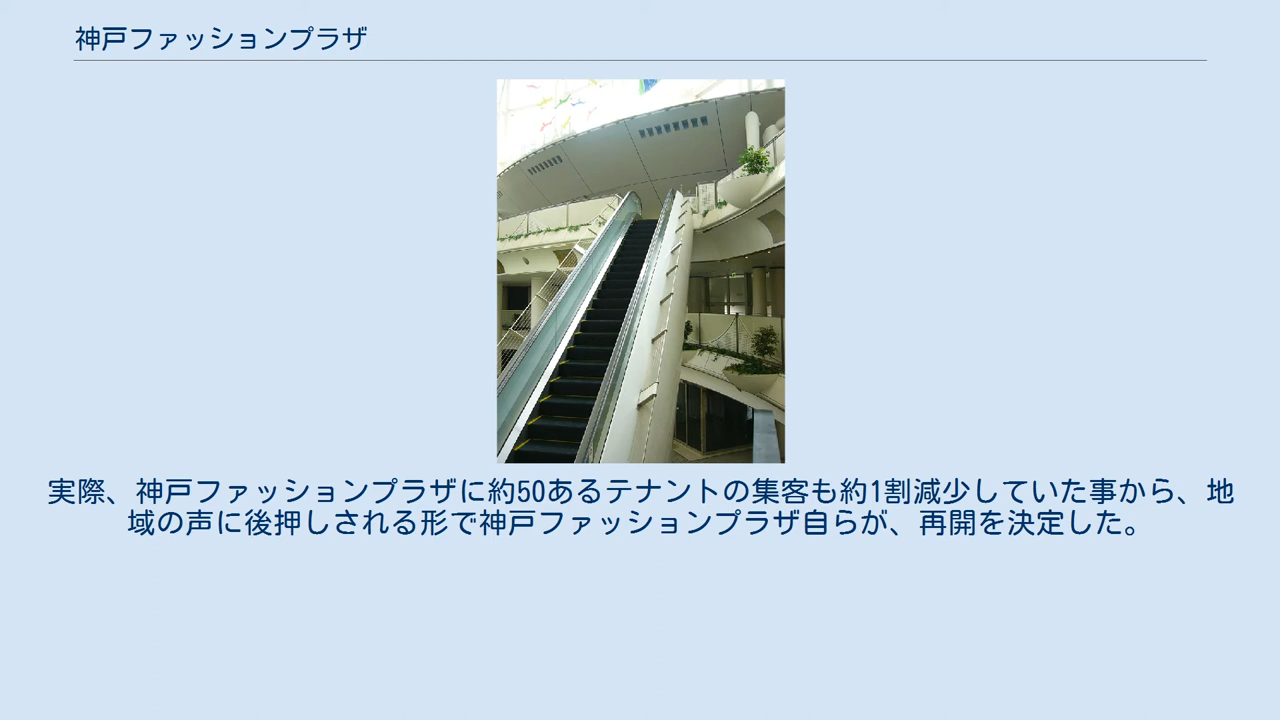 神戸ファッションプラザ
実際、神戸ファッションプラザに約50あるテナントの集客も約1割減少していた事から、地
域の声に後押しされる形で神戸ファッションプラザ自らが、再開を決定した。